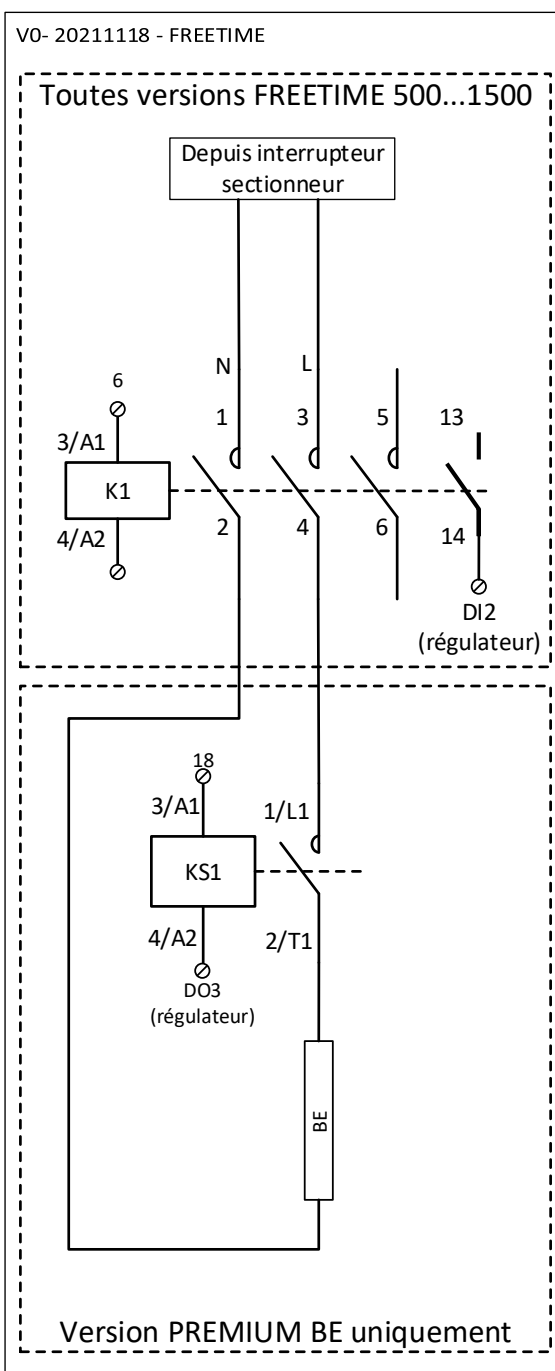 V0- 20211118 - FREETIME
Toutes versions FREETIME 500...1500
Depuis interrupteur
sectionneur
N
L
6
1
3
5
13
3/A1
K1
4/A2
2
4
6
14
DI2
(régulateur)
18
3/A1
1/L1
KS1
4/A2
2/T1
DO3
(régulateur)
BE
Version PREMIUM BE uniquement